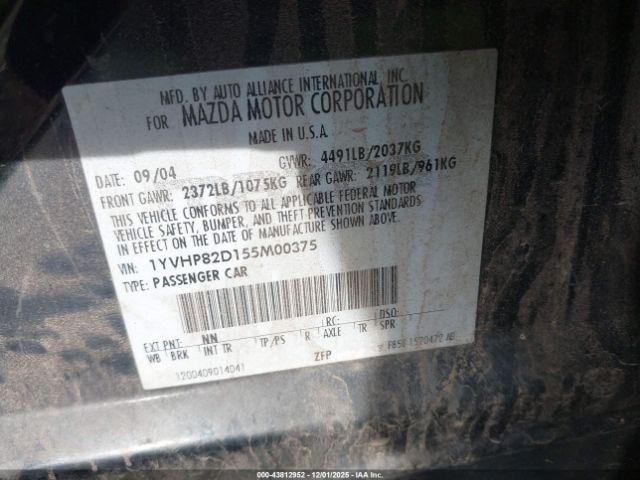 MFD. BY AUTO ALLIANCE INTERNATIONAL INC.
FOR MAZDA MOTOR CORPORATION
MADE IN U.S.A.
DATE: 09/04 GVWR: 4491LB/2037KG
FRONT GAWR: 2372LB/1075KG REAR GAWR: 2119LB/961KG
THIS VEHICLE CONFORMS TO ALL APPLICABLE FEDERAL MOTOR
VEHICLE SAFETY, BUMPER, AND THEFT PREVENTION STANDARDS
IN EFFECT ON THE DATE OF MANUFACTURE SHOWN ABOVE.
VIN: 1YVHP82D155M00375
TYPE: PASSENGER CAR
EXT PNT: NN RC: DSO:
WB BRK INT TR TP/PS R AXLE TR SPR
ZFP
1200409014041
000-43812952 - 12/01/2025 - IAA Inc.